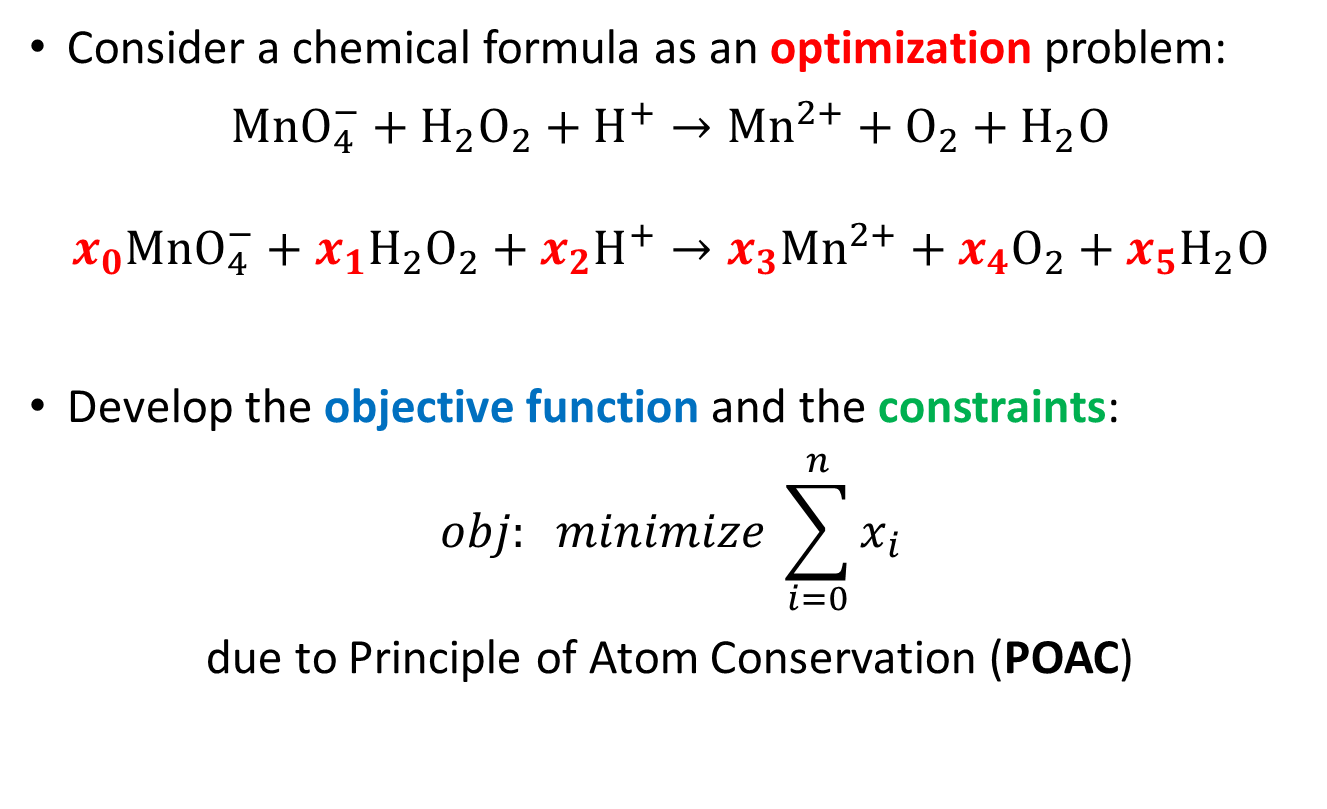 • Consider a chemical formula as an optimization problem:
MnO₄⁻ + H₂O₂ + H⁺ → Mn²⁺ + O₂ + H₂O
x₀MnO₄⁻ + x₁H₂O₂ + x₂H⁺ → x₃Mn²⁺ + x₄O₂ + x₅H₂O
• Develop the objective function and the constraints:
obj: minimize ∑_{i=0}^{n} xᵢ
due to Principle of Atom Conservation (POAC)